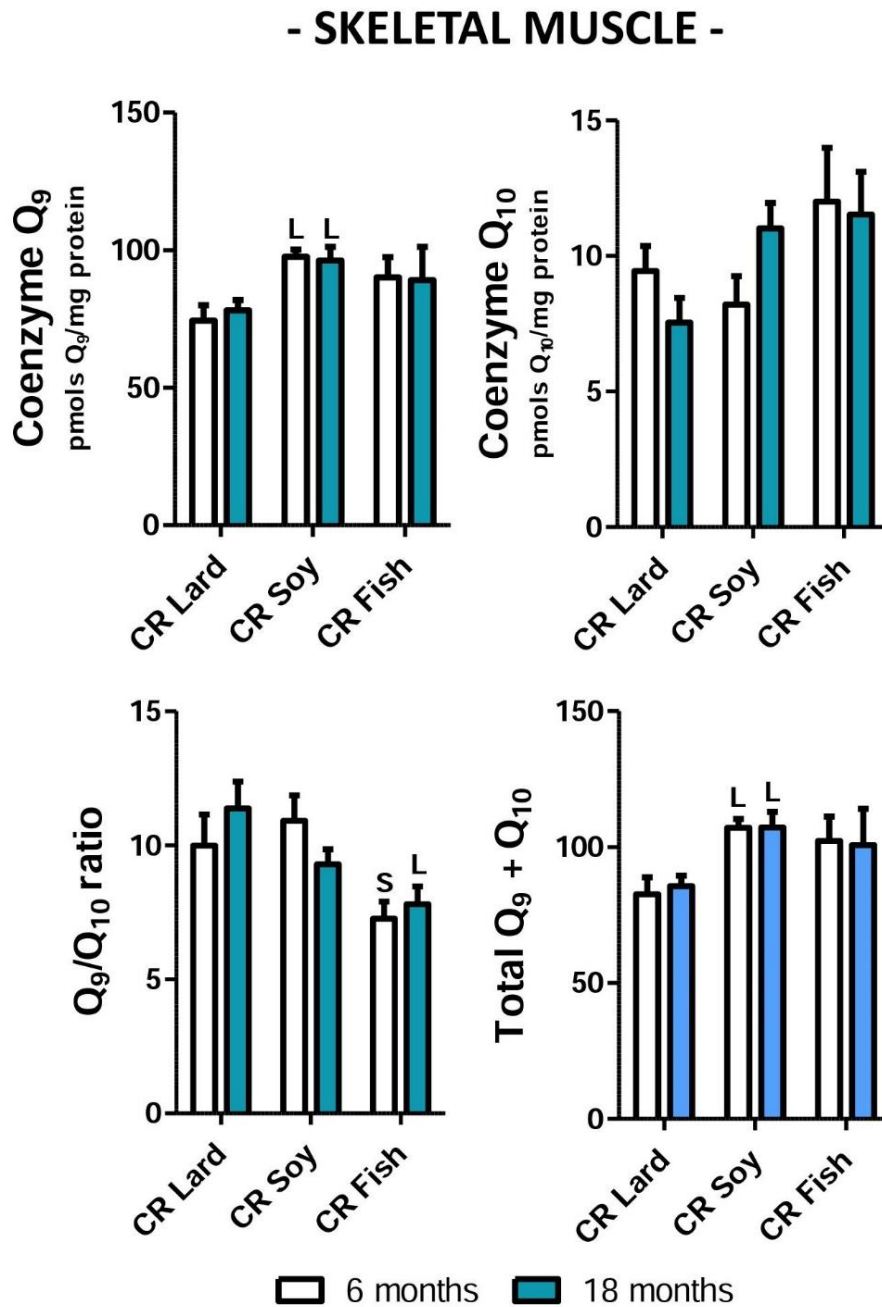 - SKELETAL MUSCLE -
Coenzyme Q9
pmols Q9/mg protein
150
100
50
0
L L
CR Lard
CR Soy
CR Fish
Coenzyme Q10
pmols Q10/mg protein
15
10
5
0
CR Lard
CR Soy
CR Fish
Q9/Q10 ratio
15
10
5
0
S L
CR Lard
CR Soy
CR Fish
Total Q9 + Q10
150
100
50
0
L L
CR Lard
CR Soy
CR Fish
6 months 18 months